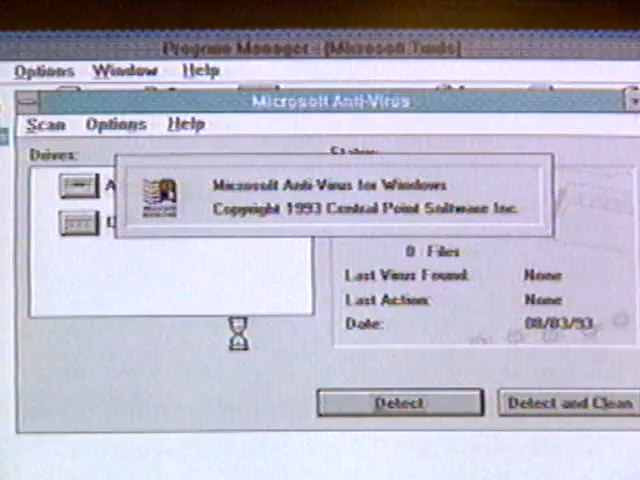 Program Manager - [Microsoft Tools]
Options Window Help
Microsoft Anti-Virus
Scan Options Help
Drives:
Status:
A
Microsoft Anti-Virus for Windows
Copyright 1993 Central Point Software Inc.
0 Files
Last Virus Found: None
Last Action: None
Date: 08/03/93
Detect
Detect and Clean